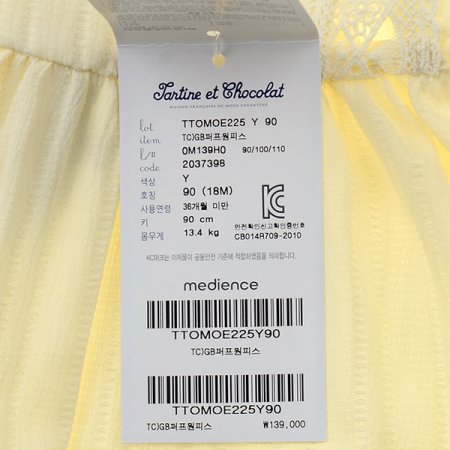 Tartine et Chocolat
MAISON FRANÇAISE DE MODE ENFANTINE
lot TTOMOE225 Y 90
item TC)GB퍼프원피스
l/# 0M139H0 90/100/110
code 2037398
색상 Y
호칭 90 (18M)
사용연령 36개월 미만
키 90 cm
몸무게 13.4 kg
안전확인신고확인증번호
CB014R709-2010
KC마크는 이제품이 공동안전 기준에 적합하였음을 의미합니다.
medience
TTOMOE225Y90
TC)GB퍼프원피스
TTOMOE225Y90
TC)GB퍼프원피스 ₩139,000